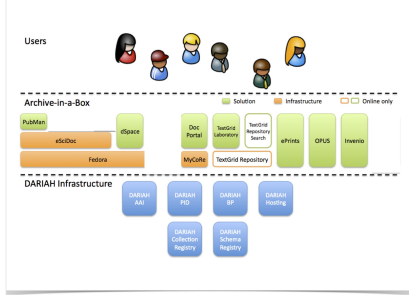 Users
Archive-in-a-Box
Solution
Infrastructure
Online only
PubMan
eSciDoc
Fedora
dSpace
Doc
Portal
MyCoRe
TextGrid
Laboratory
TextGrid
Repository
Search
TextGrid Repository
ePrints
OPUS
Invenio
DARIAH Infrastructure
DARIAH
AAI
DARIAH
PID
DARIAH
BP
DARIAH
Hosting
DARIAH
Collection
Registry
DARIAH
Schema
Registry